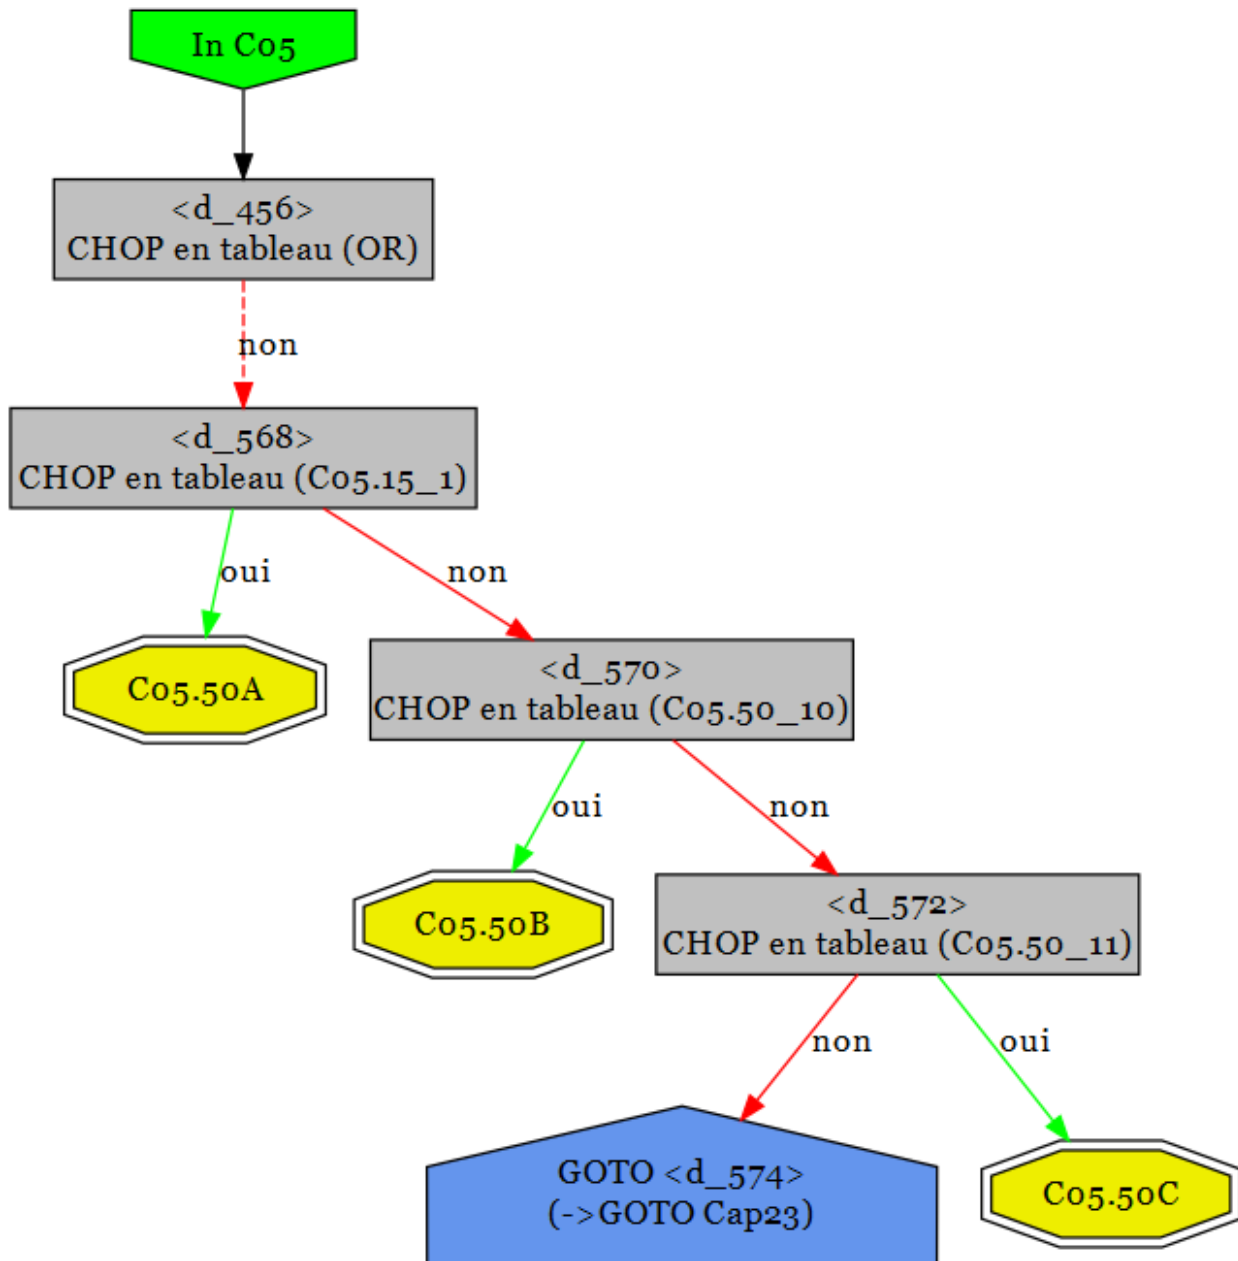 In C05
<d_456>
CHOP en tableau (OR)
non
<d_568>
CHOP en tableau (C05.15_1)
oui
non
C05.50A
<d_570>
CHOP en tableau (C05.50_10)
oui
non
C05.50B
<d_572>
CHOP en tableau (C05.50_11)
non
oui
GOTO <d_574>
(->GOTO Cap23)
C05.50C